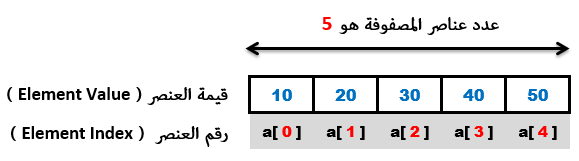 عدد عناصر المصفوفة هو 5
قيمة العنصر ( Element Value ) 10 20 30 40 50
رقم العنصر ( Element Index ) a[ 0 ] a[ 1 ] a[ 2 ] a[ 3 ] a[ 4 ]